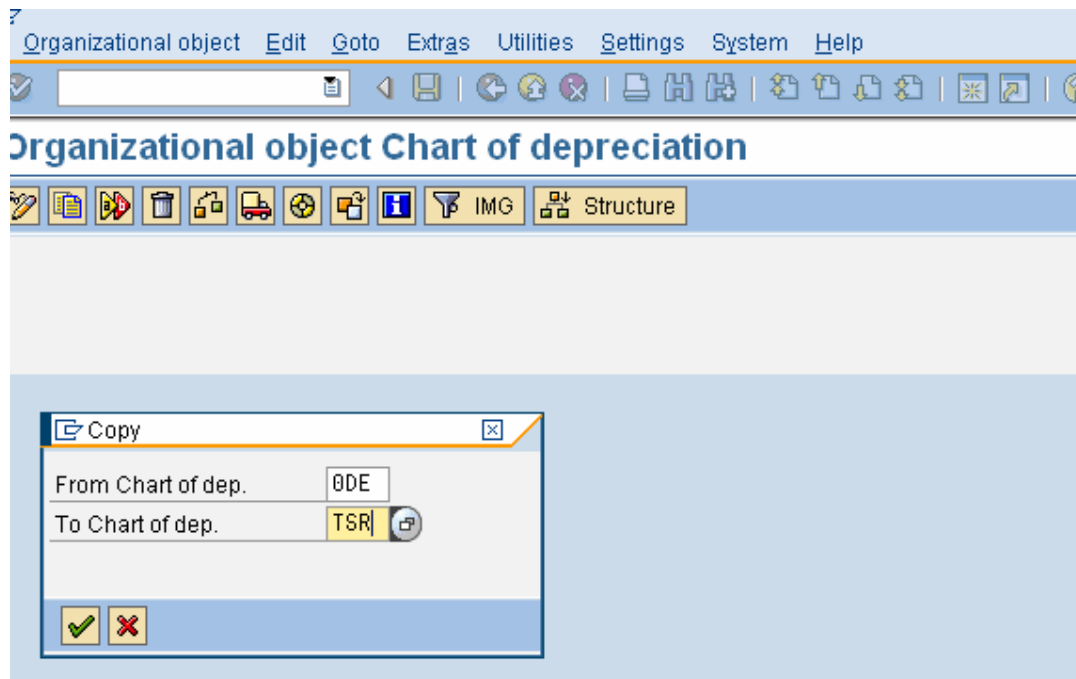 Organizational object Edit Goto Extras Utilities Settings System Help
Organizational object Chart of depreciation
IMG Structure
Copy
From Chart of dep. 0DE
To Chart of dep. TSR